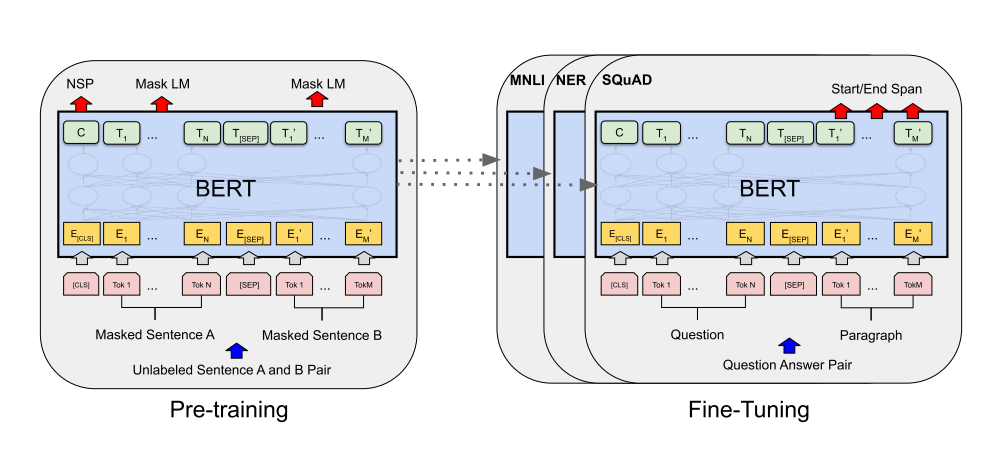 NSP Mask LM Mask LM
C T1 ... TN T[SEP] T1' ... TM'
BERT
E[CLS] E1 ... EN E[SEP] E1' ... EM'
[CLS] Tok 1 ... Tok N [SEP] Tok 1 ... TokM
Masked Sentence A Masked Sentence B
Unlabeled Sentence A and B Pair
Pre-training
MNLI NER SQuAD
Start/End Span
C T1 ... TN T[SEP] T1' ... TM'
BERT
E[CLS] E1 ... EN E[SEP] E1' ... EM'
[CLS] Tok 1 ... Tok N [SEP] Tok 1 ... TokM
Question Paragraph
Question Answer Pair
Fine-Tuning